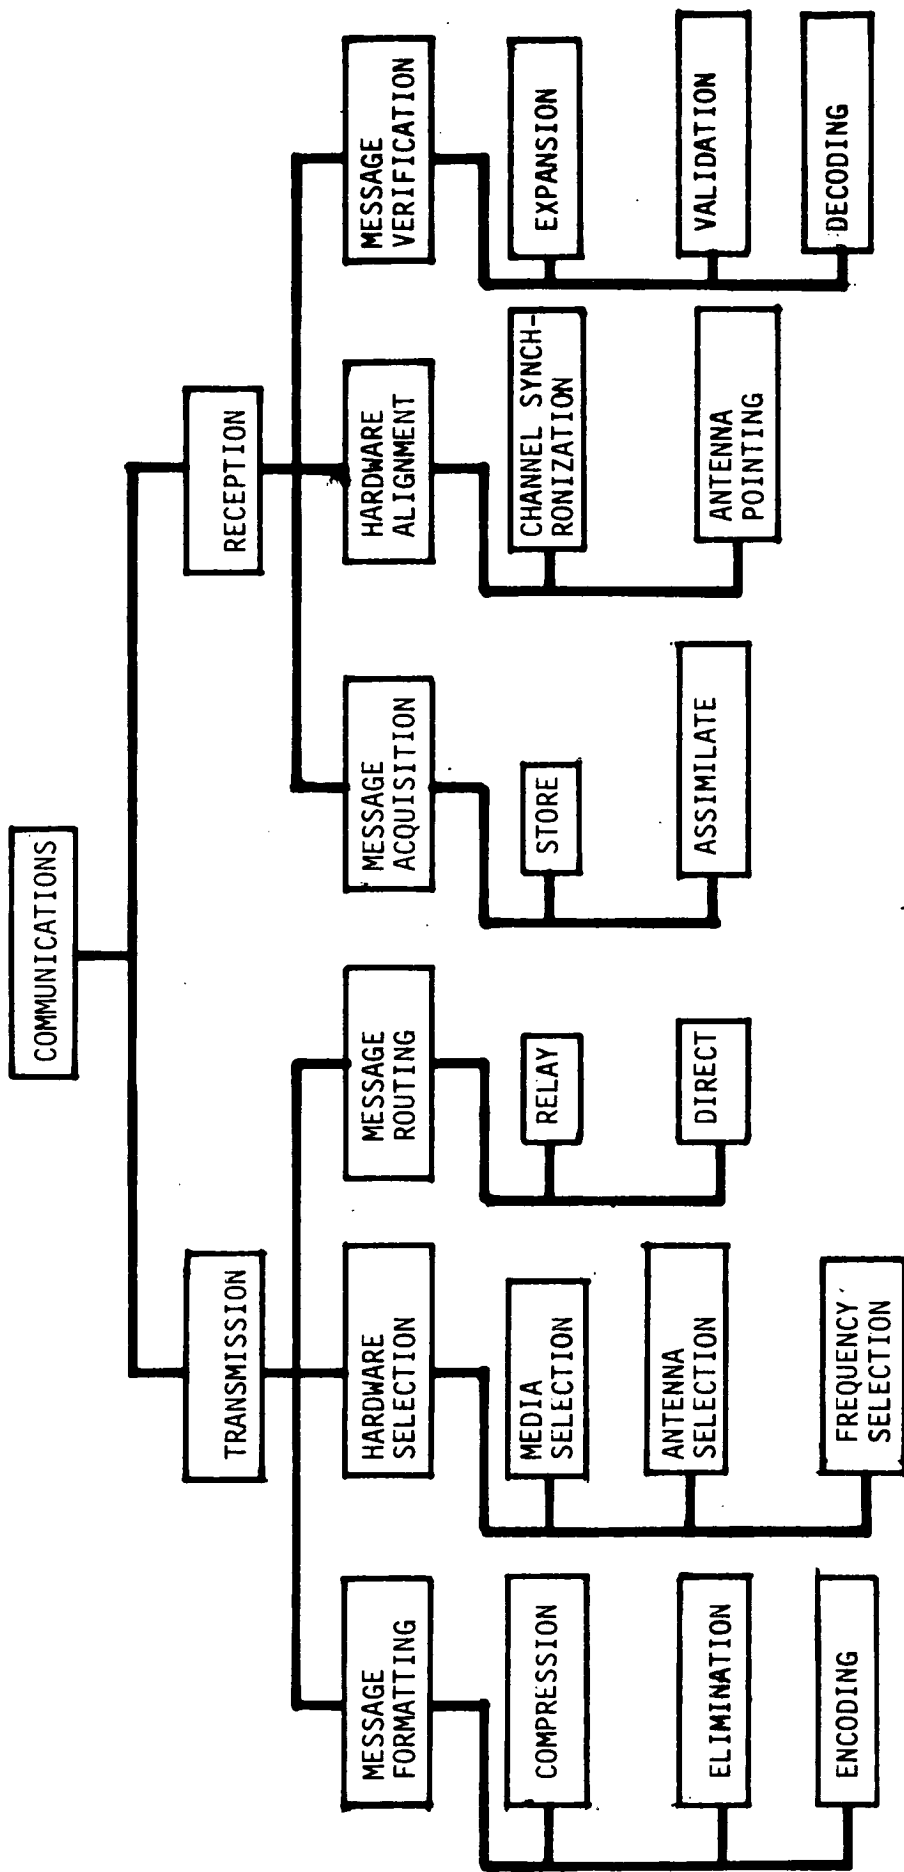 COMMUNICATIONS
TRANSMISSION
RECEPTION
MESSAGE
FORMATTING
HARDWARE
SELECTION
MESSAGE
ROUTING
MESSAGE
ACQUISITION
HARDWARE
ALIGNMENT
MESSAGE
VERIFICATION
COMPRESSION
ELIMINATION
ENCODING
MEDIA
SELECTION
ANTENNA
SELECTION
FREQUENCY
SELECTION
RELAY
DIRECT
STORE
ASSIMILATE
CHANNEL SYNCH-
RONIZATION
ANTENNA
POINTING
EXPANSION
VALIDATION
DECODING